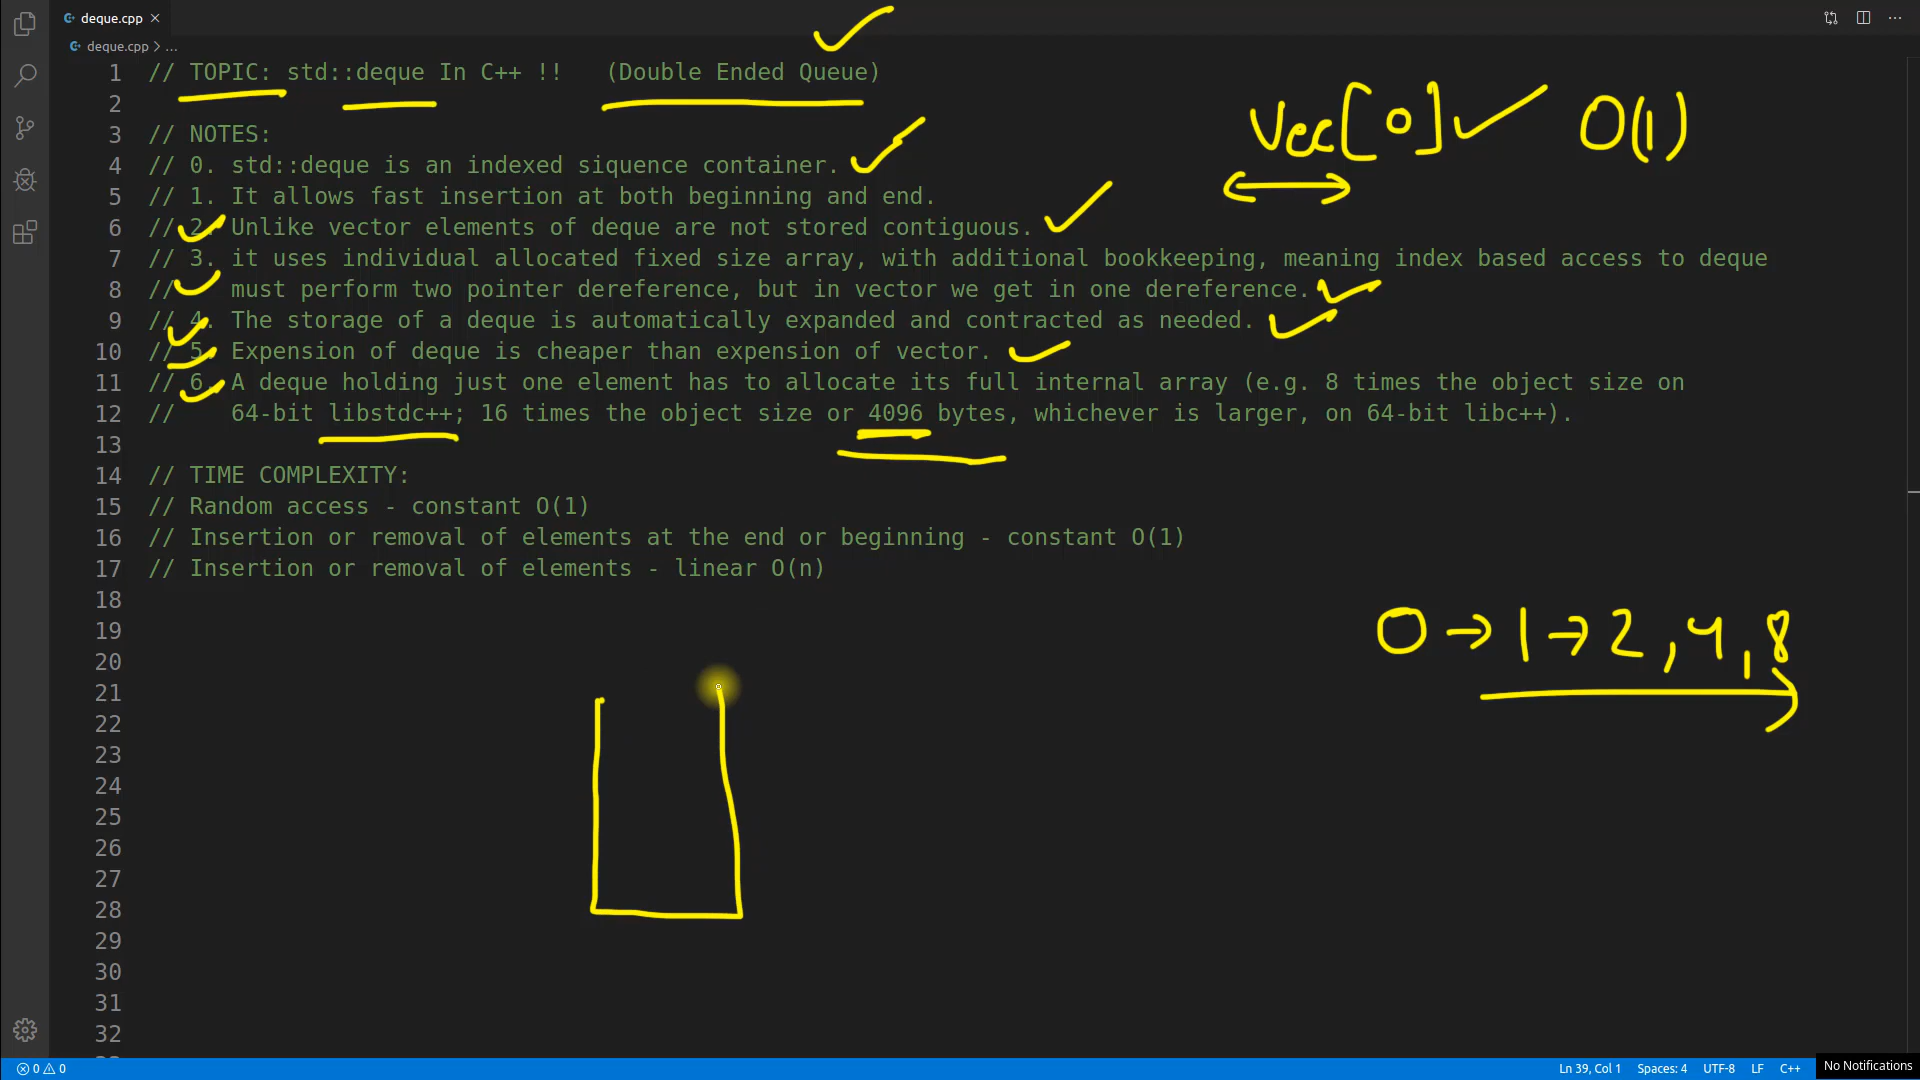 deque.cpp
deque.cpp > ...
1 // TOPIC: std::deque In C++ !! (Double Ended Queue)
2
3 // NOTES:
4 // 0. std::deque is an indexed siquence container.
5 // 1. It allows fast insertion at both beginning and end.
6 // 2. Unlike vector elements of deque are not stored contiguous.
7 // 3. it uses individual allocated fixed size array, with additional bookkeeping, meaning index based access to deque
8 // must perform two pointer dereference, but in vector we get in one dereference.
9 // 4. The storage of a deque is automatically expanded and contracted as needed.
10 // 5. Expension of deque is cheaper than expension of vector.
11 // 6. A deque holding just one element has to allocate its full internal array (e.g. 8 times the object size on
12 // 64-bit libstdc++; 16 times the object size or 4096 bytes, whichever is larger, on 64-bit libc++).
13
14 // TIME COMPLEXITY:
15 // Random access - constant O(1)
16 // Insertion or removal of elements at the end or beginning - constant O(1)
17 // Insertion or removal of elements - linear O(n)
18
19
20
21
22
23
24
25
26
27
28
29
30
31
32
Vec[0] O(1)
0 → 1 → 2, 4, 8
0 0
Ln 39, Col 1 Spaces: 4 UTF-8 LF C++ No Notifications